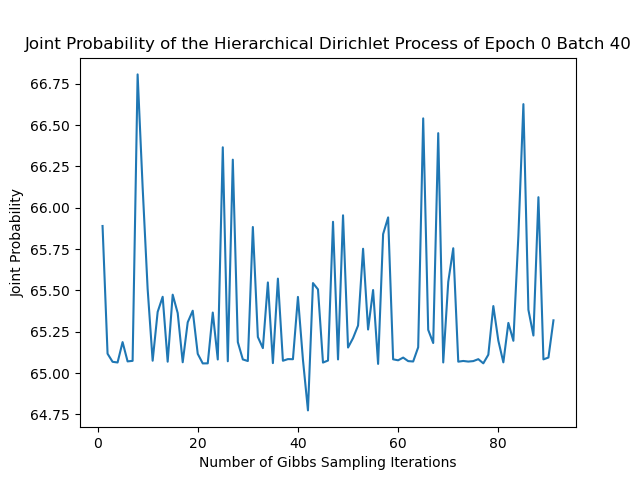 Joint Probability of the Hierarchical Dirichlet Process of Epoch 0 Batch 40
66.75
66.50
66.25
66.00
65.75
65.50
65.25
65.00
64.75
Joint Probability
0 20 40 60 80
Number of Gibbs Sampling Iterations